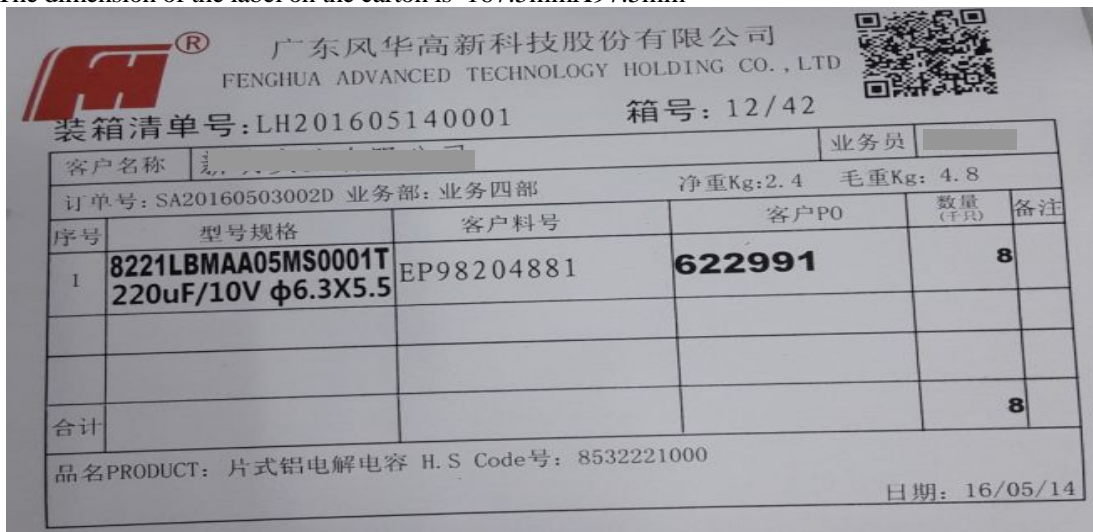 The dimension of the label on the carton is 187.5mmX97.5mm
®
广东风华高新科技股份有限公司
FENGHUA ADVANCED TECHNOLOGY HOLDING CO.,LTD
装箱清单号:LH201605140001 箱号: 12/42
客户名称 业务员
订单号: SA20160503002D 业务部: 业务四部 净重Kg:2.4 毛重Kg: 4.8
序号 型号规格 客户料号 客户PO 数量(千只) 备注
1 8221LBMAA05MS0001T EP98204881 622991 8
220uF/10V φ6.3X5.5
合计 8
品名PRODUCT: 片式铝电解电容 H.S Code号: 8532221000
日期: 16/05/14